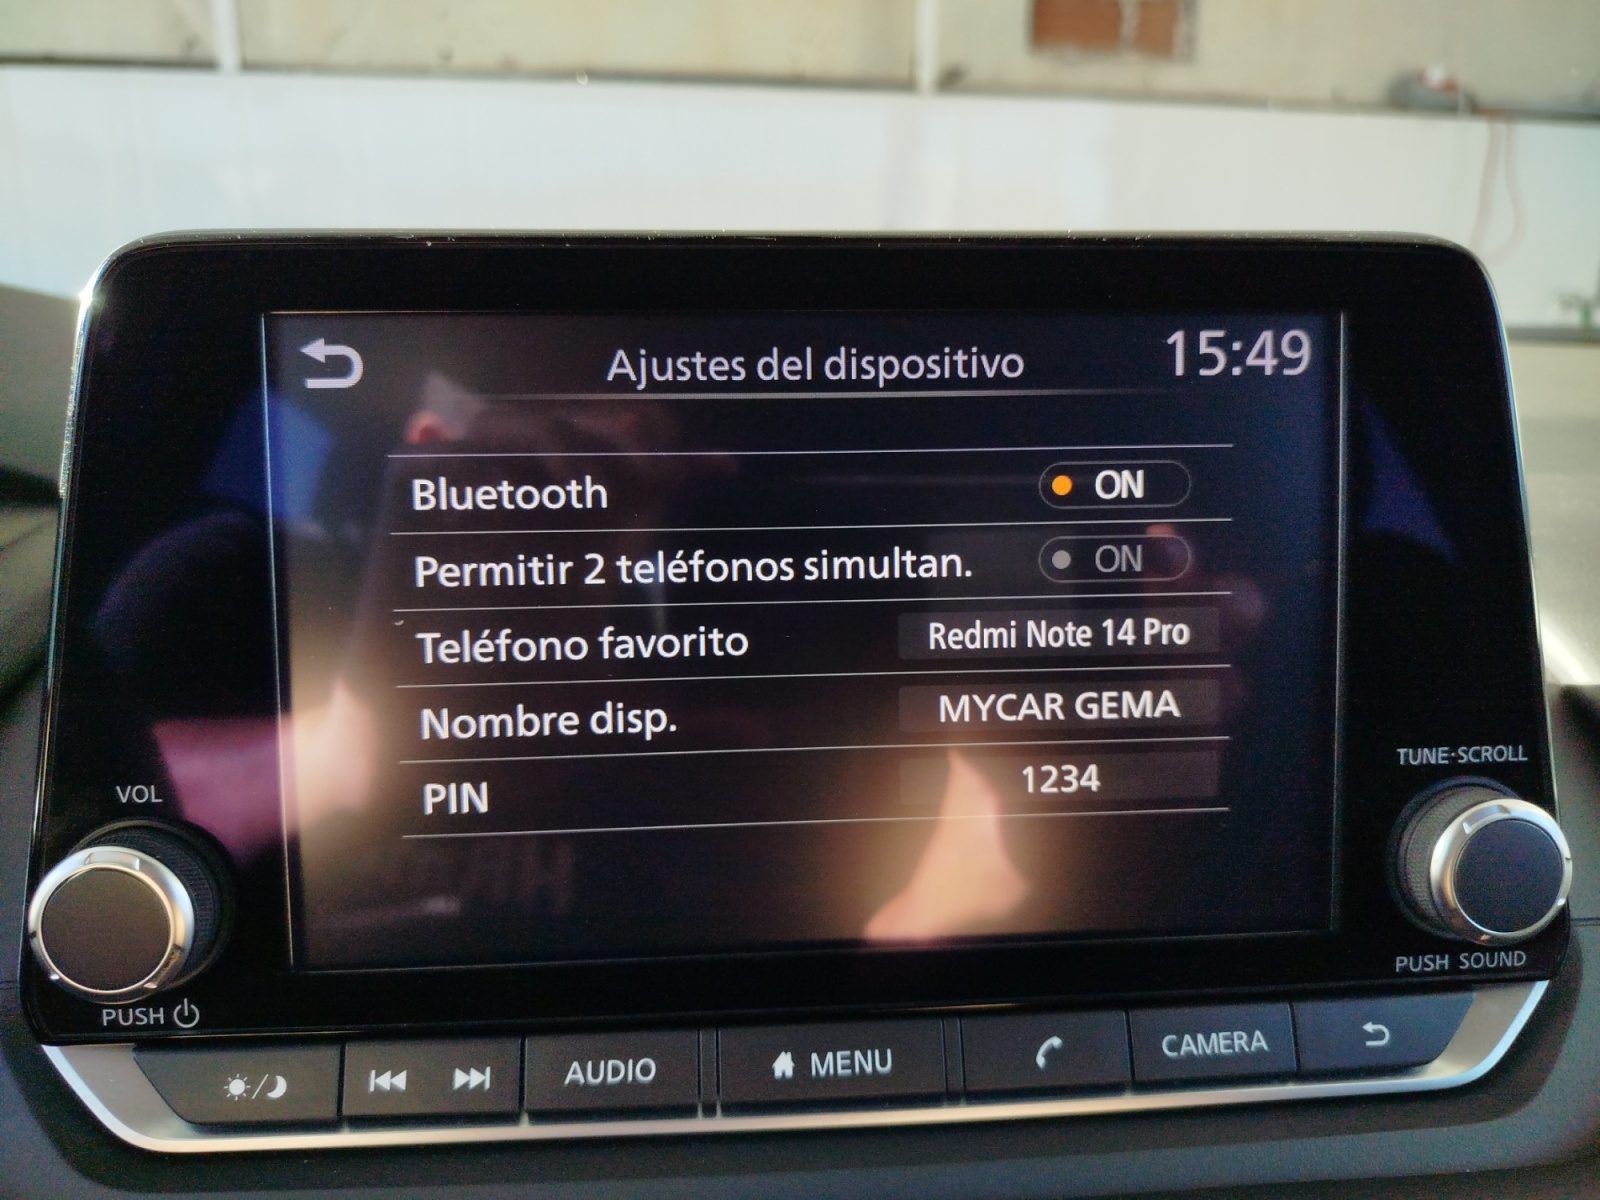 Ajustes del dispositivo 15:49
Bluetooth ON
Permitir 2 teléfonos simultan. ON
Teléfono favorito Redmi Note 14 Pro
Nombre disp. MYCAR GEMA
PIN 1234
VOL
TUNE·SCROLL
PUSH
PUSH SOUND
AUDIO MENU CAMERA